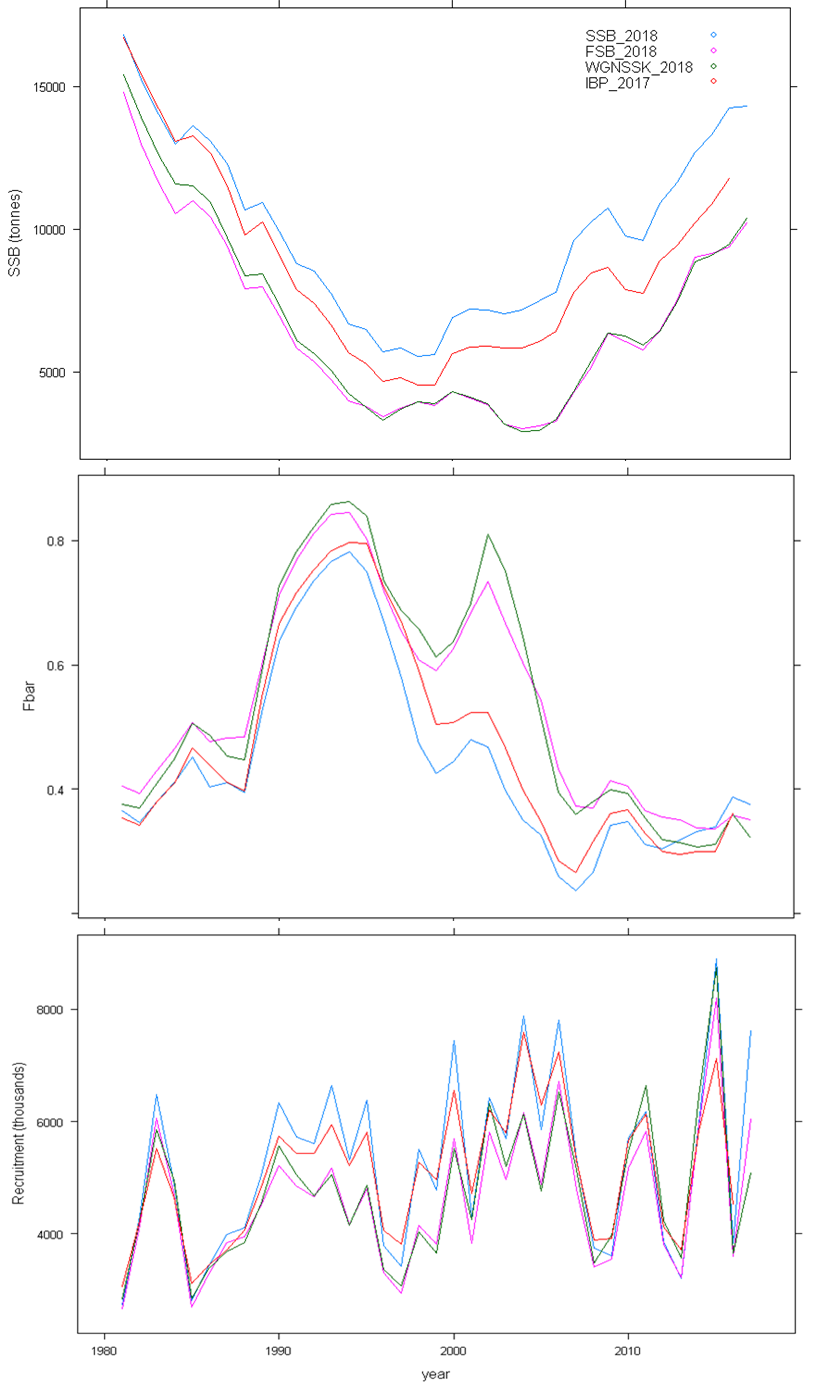 SSB_2018
FSB_2018
WGNSSK_2018
IBP_2017
15000
10000
5000
SSB (tonnes)
0.8
0.6
0.4
Fbar
8000
6000
4000
Recruitment (thousands)
1980 1990 2000 2010
year